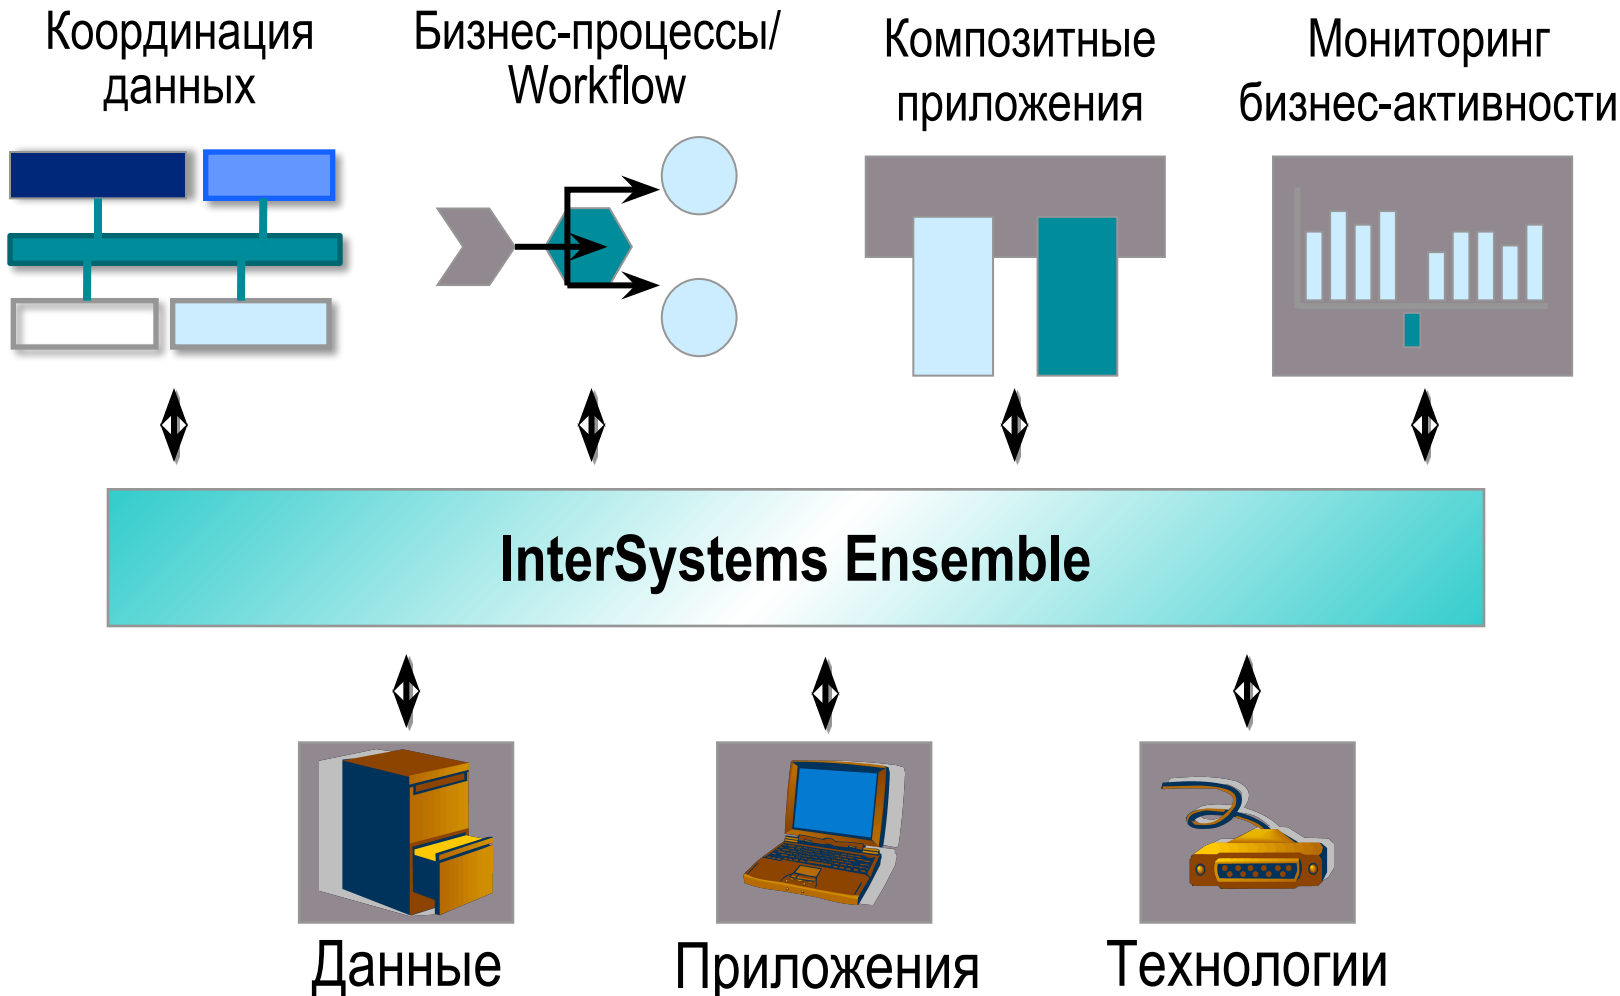 Координация
данных
Бизнес-процессы/
Workflow
Композитные
приложения
Мониторинг
бизнес-активности
InterSystems Ensemble
Данные
Приложения
Технологии